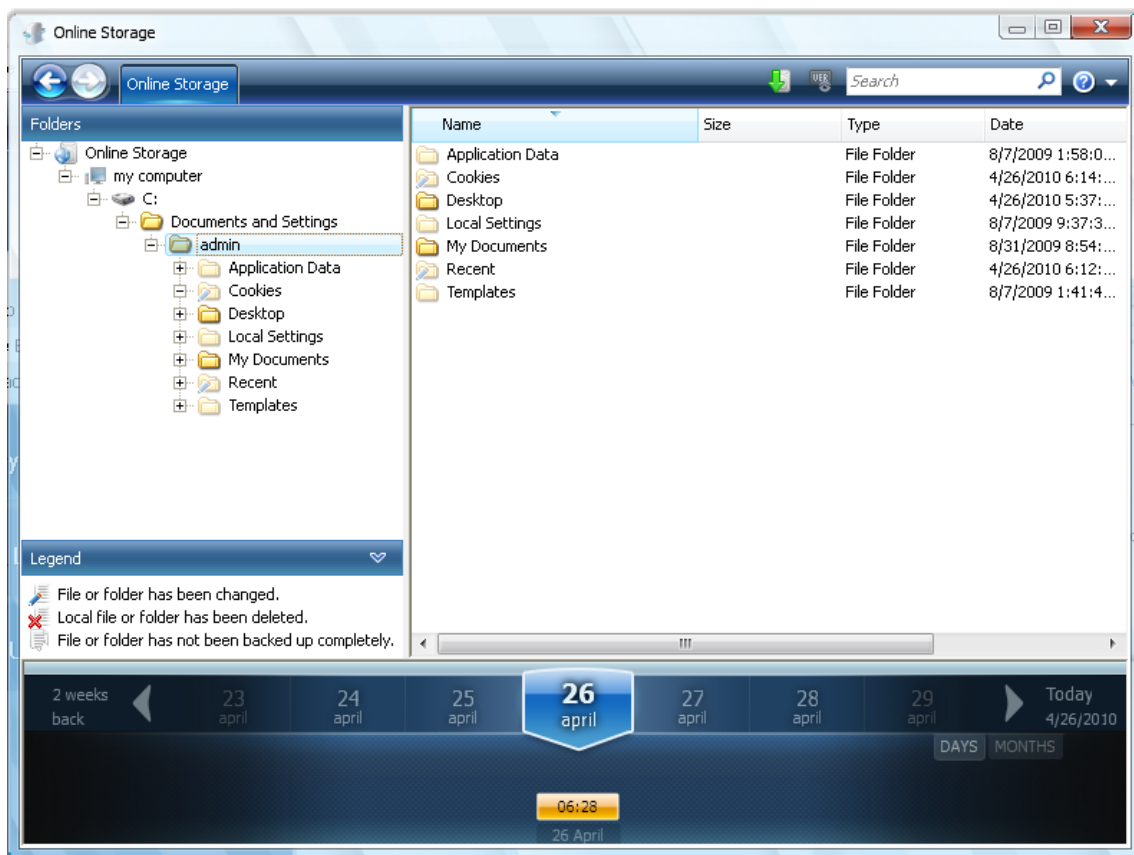 Online Storage
Online Storage
VER
Search
Folders
Online Storage
my computer
C:
Documents and Settings
admin
Application Data
Cookies
Desktop
Local Settings
My Documents
Recent
Templates
Name Size Type Date
Application Data File Folder 8/7/2009 1:58:0...
Cookies File Folder 4/26/2010 6:14:...
Desktop File Folder 4/26/2010 5:37:...
Local Settings File Folder 8/7/2009 9:37:3...
My Documents File Folder 8/31/2009 8:54:...
Recent File Folder 4/26/2010 6:12:...
Templates File Folder 8/7/2009 1:41:4...
Legend
File or folder has been changed.
Local file or folder has been deleted.
File or folder has not been backed up completely.
2 weeks back
23 april
24 april
25 april
26 april
27 april
28 april
29 april
Today
4/26/2010
DAYS MONTHS
06:28
26 April